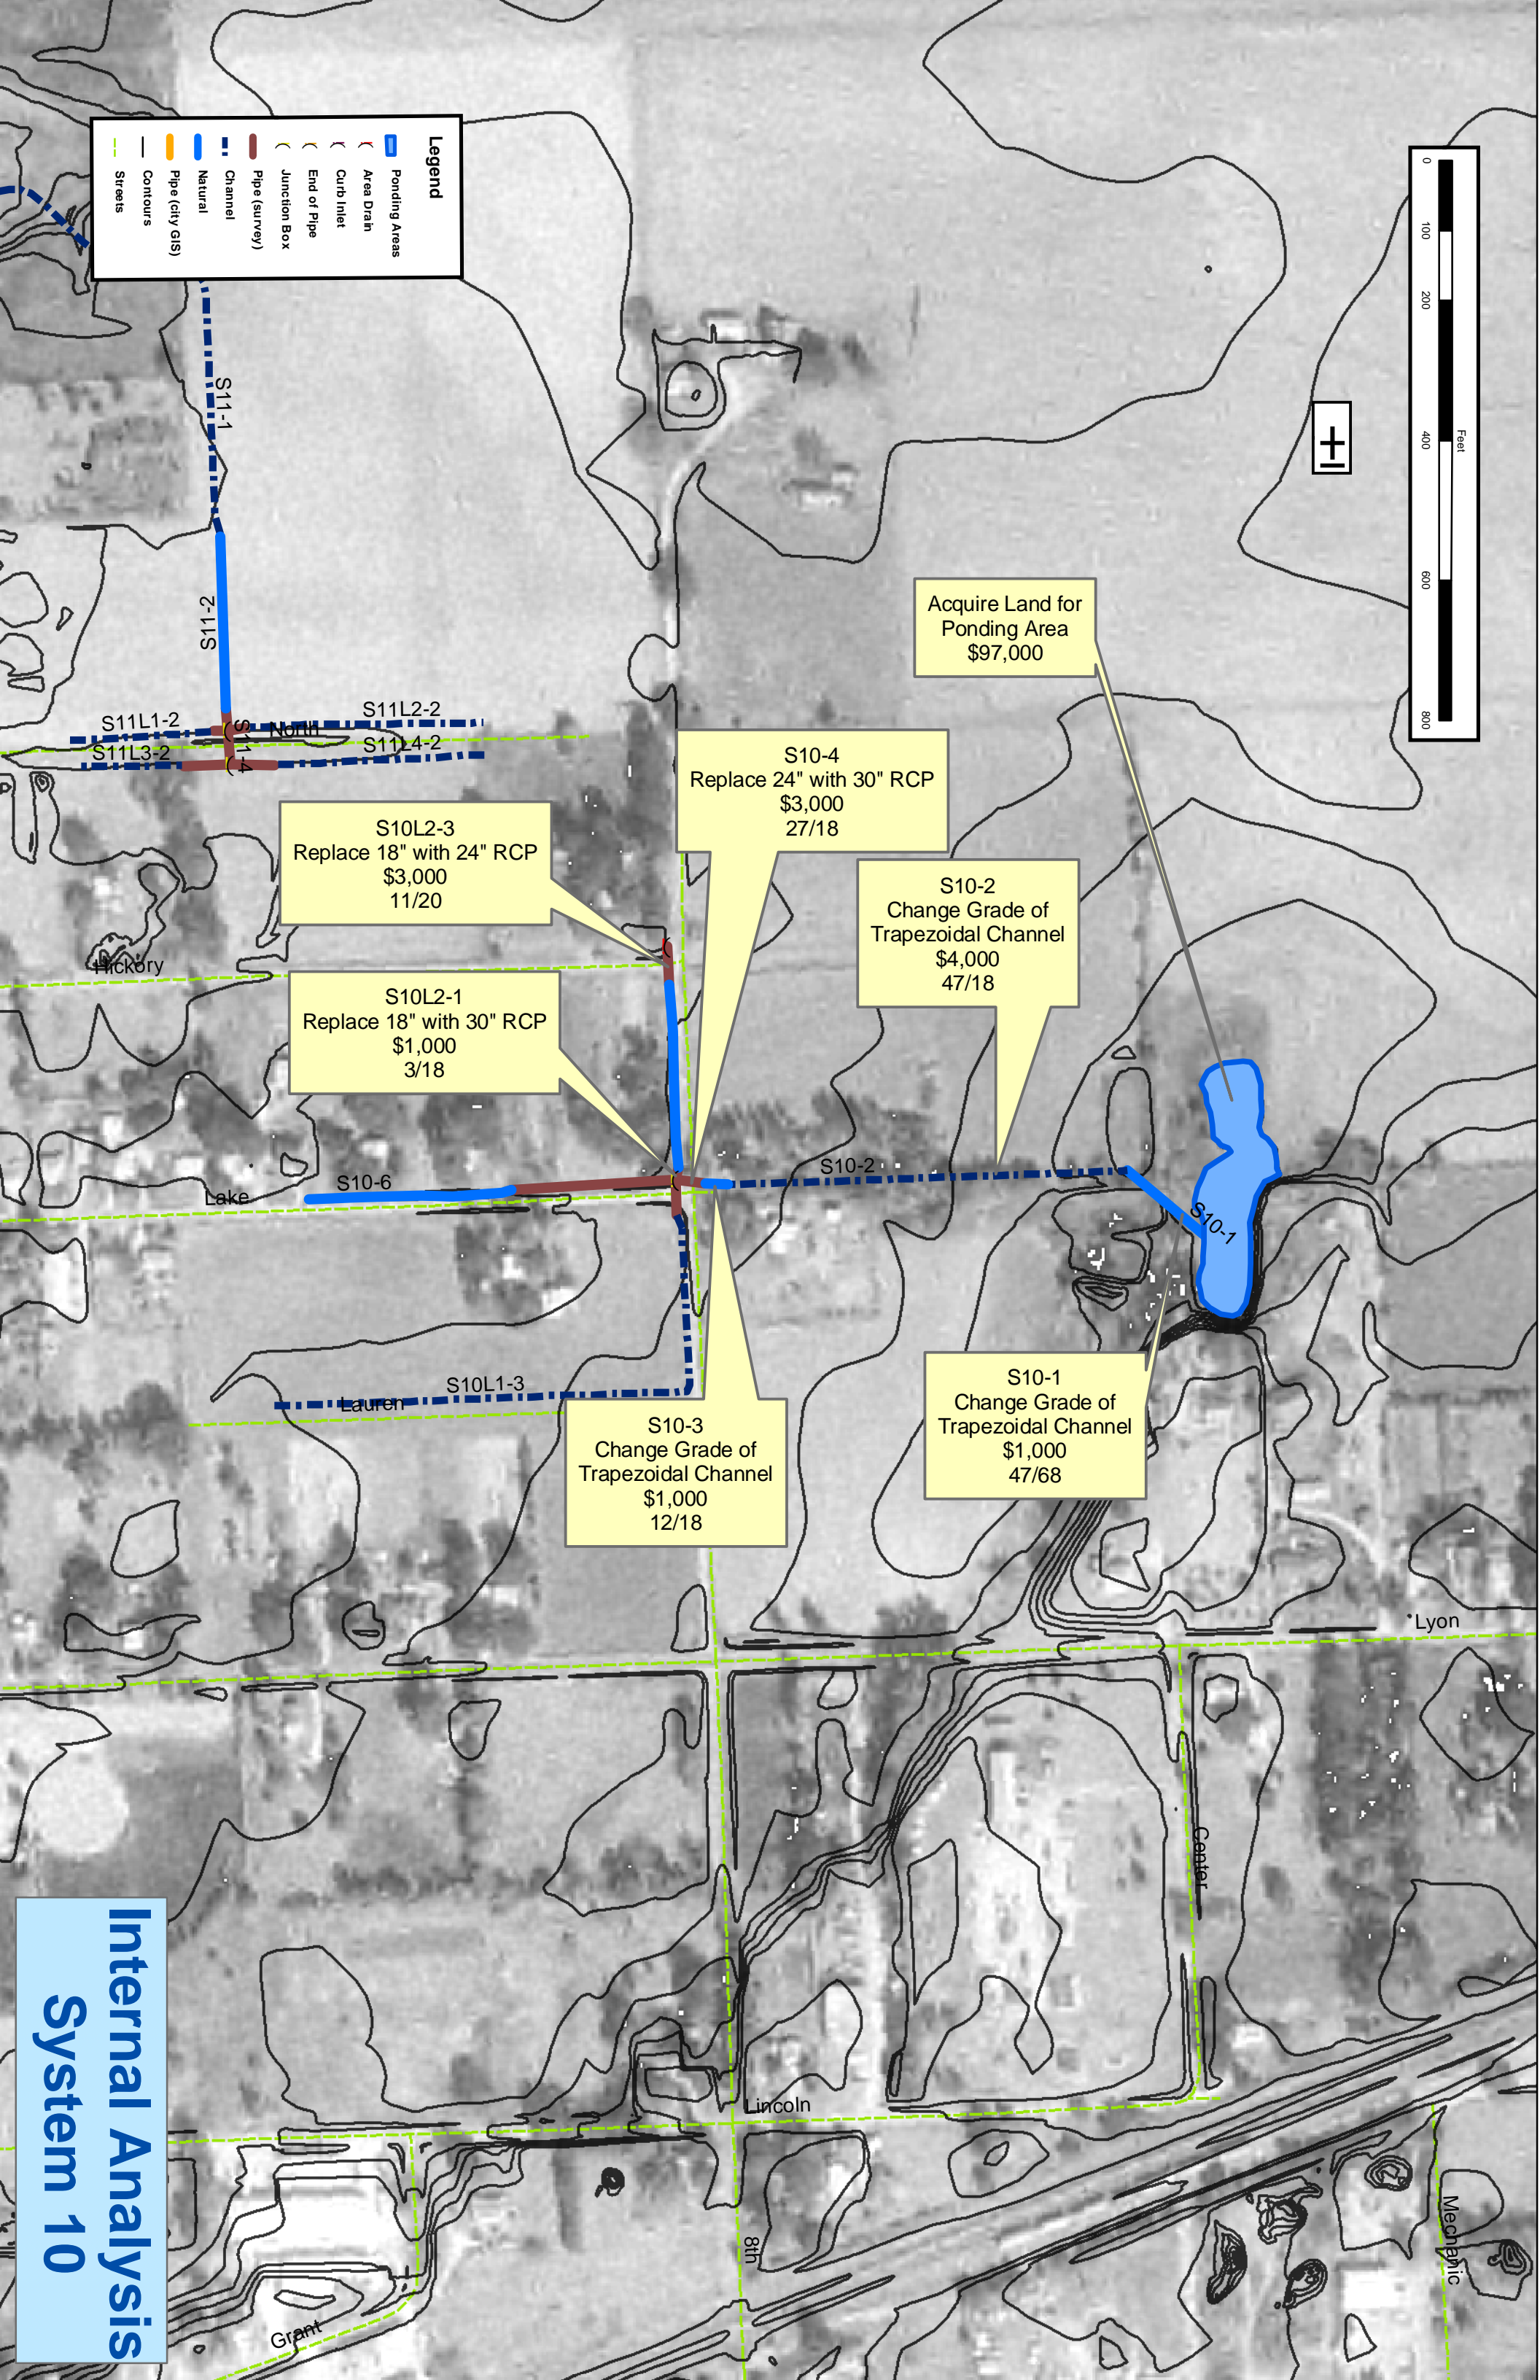 Legend
Ponding Areas
Area Drain
Curb Inlet
End of Pipe
Junction Box
Pipe (survey)
Channel
Natural
Pipe (city GIS)
Contours
Streets
0
100
200
400
600
800
Feet
S11-1
S11-2
S11L1-2
S11L2-2
S11L3-2
S11L4-2
S11-4
North
Acquire Land for
Ponding Area
$97,000
S10-4
Replace 24" with 30" RCP
$3,000
27/18
S10L2-3
Replace 18" with 24" RCP
$3,000
11/20
S10-2
Change Grade of
Trapezoidal Channel
$4,000
47/18
Hickory
S10L2-1
Replace 18" with 30" RCP
$1,000
3/18
S10-2
S10-6
Lake
S10-1
S10L1-3
Lauren
S10-1
Change Grade of
Trapezoidal Channel
$1,000
47/68
S10-3
Change Grade of
Trapezoidal Channel
$1,000
12/18
Lyon
Center
Lincoln
8th
Mechanic
Grant
Internal Analysis
System 10